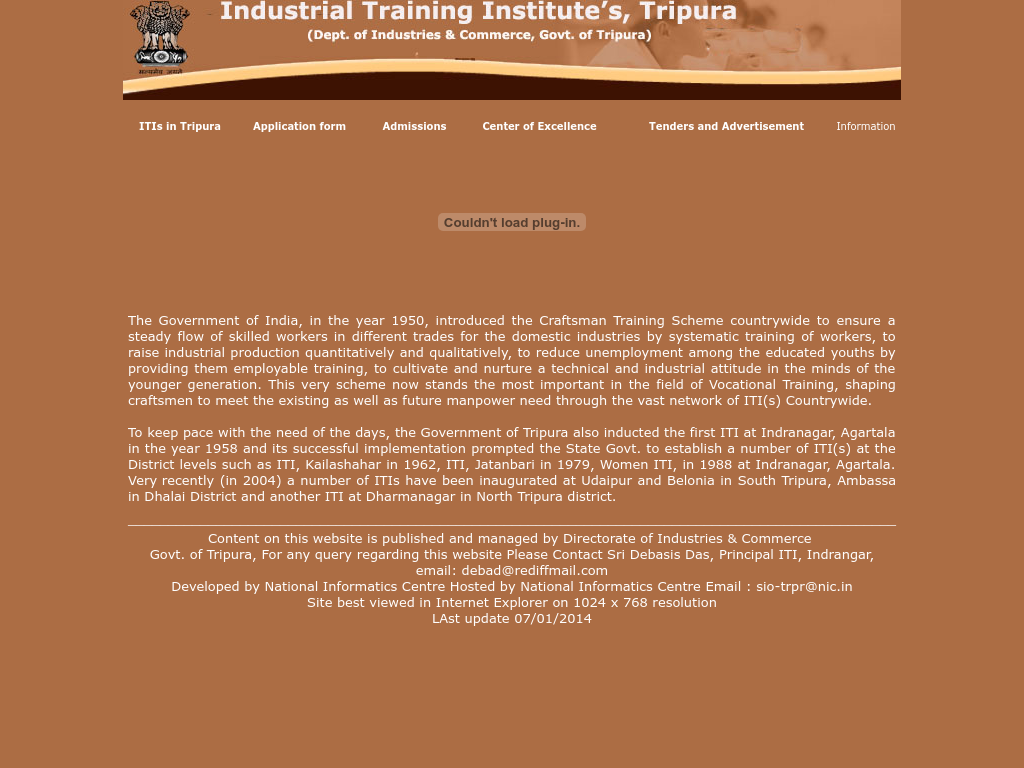 Industrial Training Institute's, Tripura
(Dept. of Industries & Commerce, Govt. of Tripura)
सत्यमेव जयते
ITIs in Tripura Application form Admissions Center of Excellence Tenders and Advertisement Information
Couldn't load plug-in.
The Government of India, in the year 1950, introduced the Craftsman Training Scheme countrywide to ensure a
steady flow of skilled workers in different trades for the domestic industries by systematic training of workers, to
raise industrial production quantitatively and qualitatively, to reduce unemployment among the educated youths by
providing them employable training, to cultivate and nurture a technical and industrial attitude in the minds of the
younger generation. This very scheme now stands the most important in the field of Vocational Training, shaping
craftsmen to meet the existing as well as future manpower need through the vast network of ITI(s) Countrywide.
To keep pace with the need of the days, the Government of Tripura also inducted the first ITI at Indranagar, Agartala
in the year 1958 and its successful implementation prompted the State Govt. to establish a number of ITI(s) at the
District levels such as ITI, Kailashahar in 1962, ITI, Jatanbari in 1979, Women ITI, in 1988 at Indranagar, Agartala.
Very recently (in 2004) a number of ITIs have been inaugurated at Udaipur and Belonia in South Tripura, Ambassa
in Dhalai District and another ITI at Dharmanagar in North Tripura district.
Content on this website is published and managed by Directorate of Industries & Commerce
Govt. of Tripura, For any query regarding this website Please Contact Sri Debasis Das, Principal ITI, Indrangar,
email: debad@rediffmail.com
Developed by National Informatics Centre Hosted by National Informatics Centre Email : sio-trpr@nic.in
Site best viewed in Internet Explorer on 1024 x 768 resolution
LAst update 07/01/2014